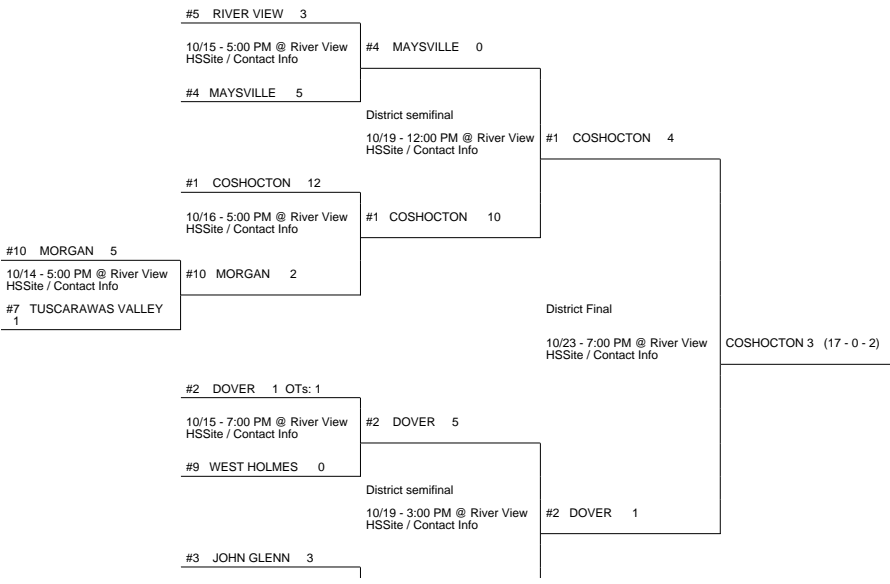 #5 RIVER VIEW 3
10/15 - 5:00 PM @ River View
HSSite / Contact Info
#4 MAYSVILLE 0
#4 MAYSVILLE 5
District semifinal
10/19 - 12:00 PM @ River View
HSSite / Contact Info
#1 COSHOCTON 4
#1 COSHOCTON 12
10/16 - 5:00 PM @ River View
HSSite / Contact Info
#1 COSHOCTON 10
#10 MORGAN 5
10/14 - 5:00 PM @ River View
HSSite / Contact Info
#10 MORGAN 2
#7 TUSCARAWAS VALLEY
1
District Final
10/23 - 7:00 PM @ River View
HSSite / Contact Info
COSHOCTON 3 (17 - 0 - 2)
#2 DOVER 1 OTs: 1
10/15 - 7:00 PM @ River View
HSSite / Contact Info
#2 DOVER 5
#9 WEST HOLMES 0
District semifinal
10/19 - 3:00 PM @ River View
HSSite / Contact Info
#2 DOVER 1
#3 JOHN GLENN 3